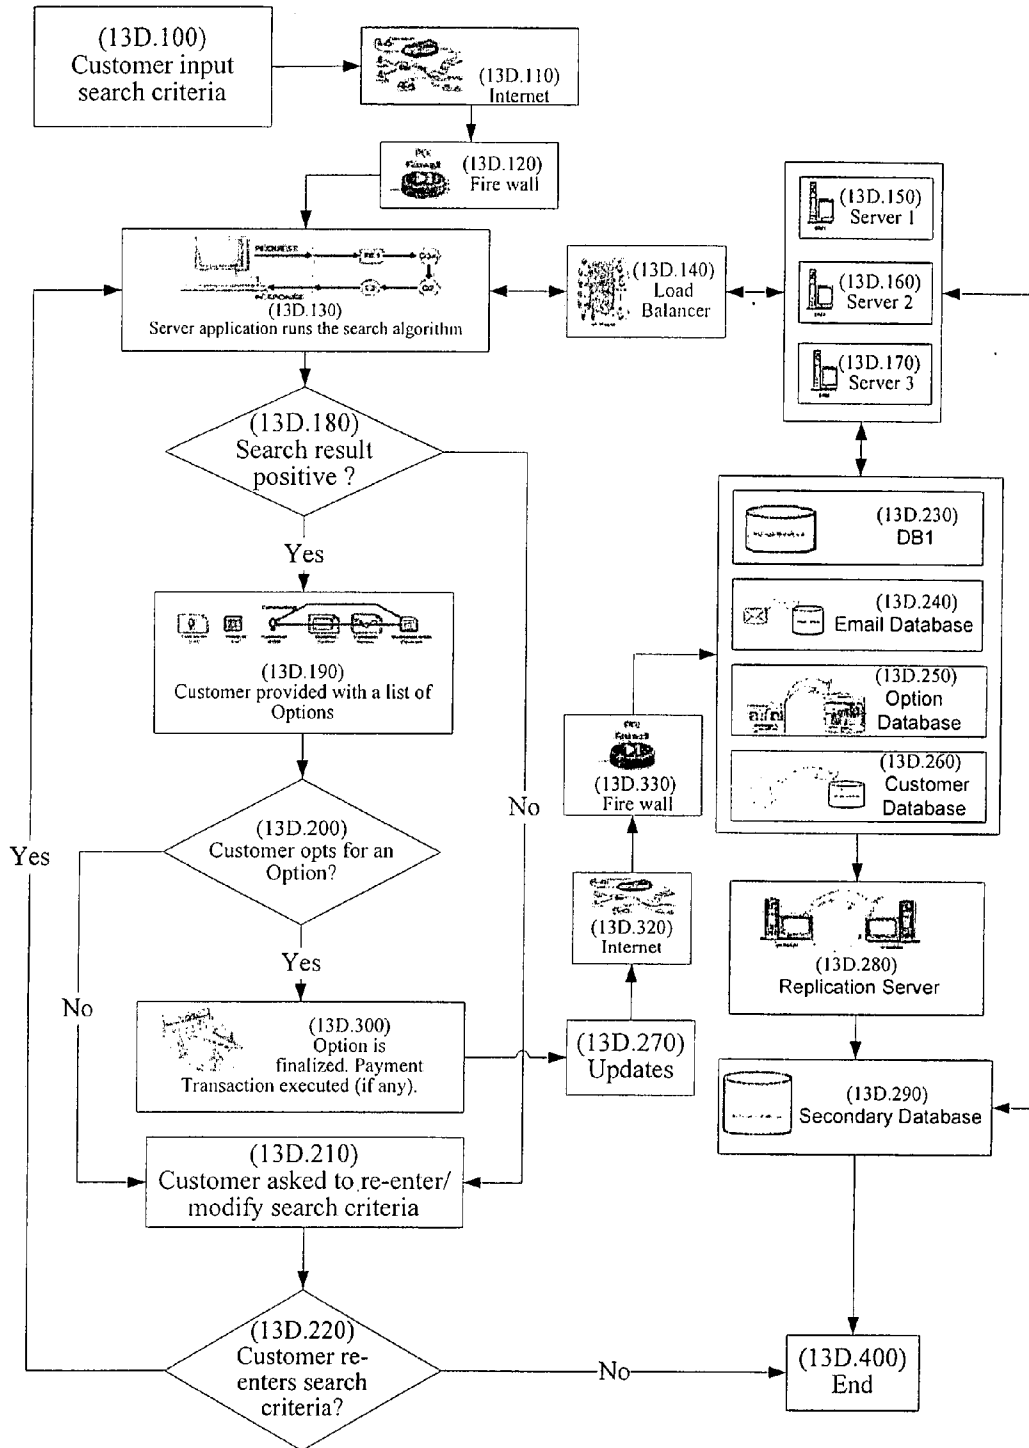 (13D.100)
Customer input
search criteria
(13D.110)
Internet
(13D.120)
Fire wall
Firewall
REQUEST
RESPONSE
(13D.130)
Server application runs the search algorithm
(13D.140)
Load
Balancer
(13D.150)
Server 1
(13D.160)
Server 2
(13D.170)
Server 3
(13D.180)
Search result
positive ?
Yes
No
(13D.190)
Customer provided with a list of
Options
(13D.200)
Customer opts for an
Option?
Yes
No
Yes
(13D.300)
Option is
finalized. Payment
Transaction executed (if any).
(13D.210)
Customer asked to re-enter/
modify search criteria
(13D.220)
Customer re-
enters search
criteria?
No
(13D.230)
DB1
(13D.240)
Email Database
(13D.250)
Option
Database
(13D.260)
Customer
Database
Firewall
(13D.330)
Fire wall
(13D.320)
Internet
(13D.270)
Updates
(13D.280)
Replication Server
(13D.290)
Secondary Database
(13D.400)
End